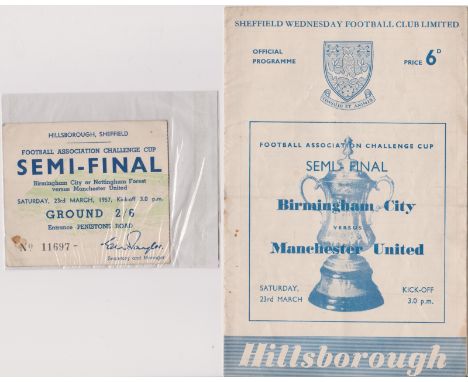 HILLSBOROUGH, SHEFFIELD
FOOTBALL ASSOCIATION CHALLENGE CUP
SEMI-FINAL
Birmingham City or Nottingham Forest
versus Manchester United
SATURDAY, 23rd MARCH, 1957, Kick-off 3.0 p.m.
GROUND 2/6
Entrance PENISTONE ROAD
No 11697 -
Secretary and Manager
SHEFFIELD WEDNESDAY FOOTBALL CLUB LIMITED
OFFICIAL
PROGRAMME
PRICE 6D
CONSILIO ET ANIMIS
FOOTBALL ASSOCIATION CHALLENGE CUP
SEMI-FINAL
Birmingham City
VERSUS
Manchester United
SATURDAY,
23rd MARCH
KICK-OFF
3.0 p.m.
Hillsborough